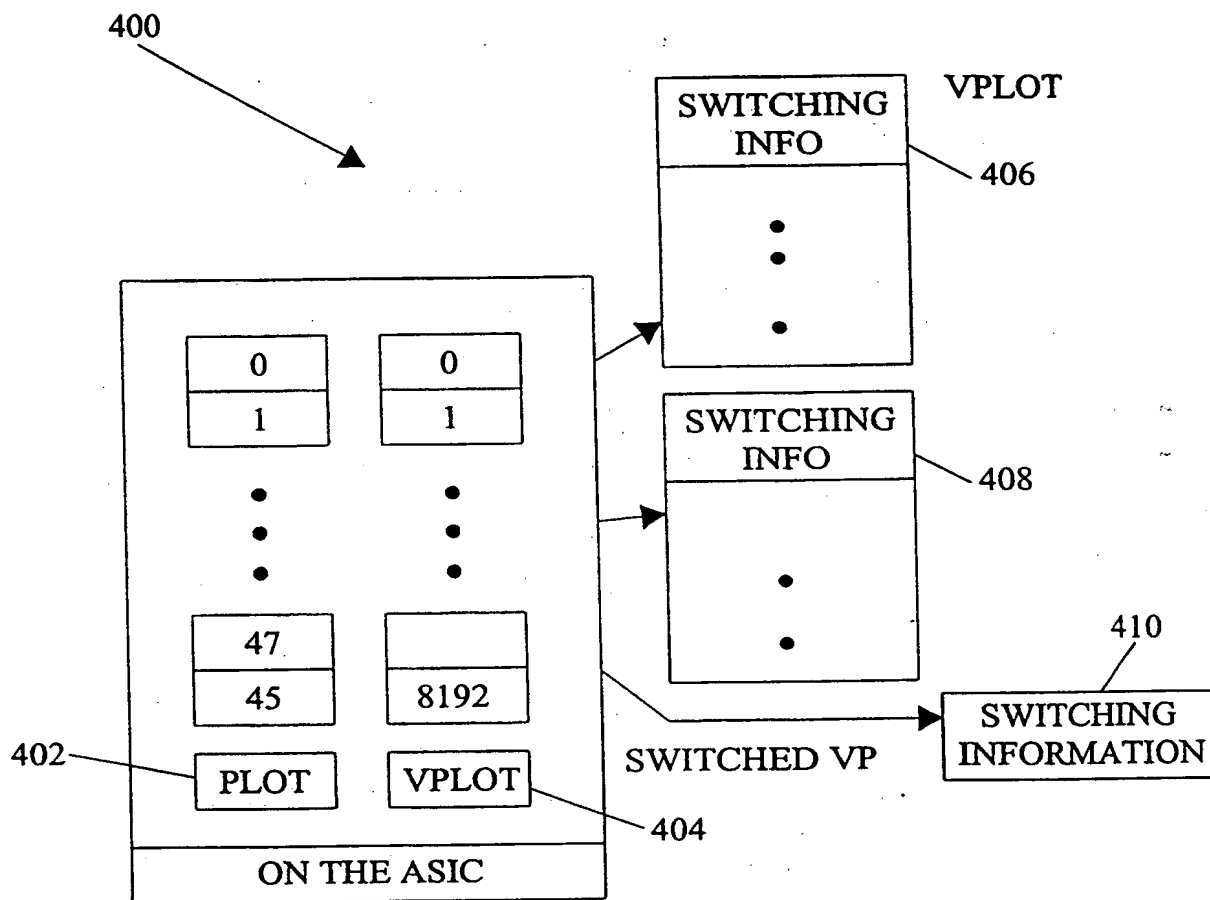 400
VPLOT
SWITCHING
INFO
406
0
0
1
1
SWITCHING
INFO
408
47
45
8192
410
SWITCHING
INFORMATION
402
PLOT
VPLOT
SWITCHED VP
404
ON THE ASIC